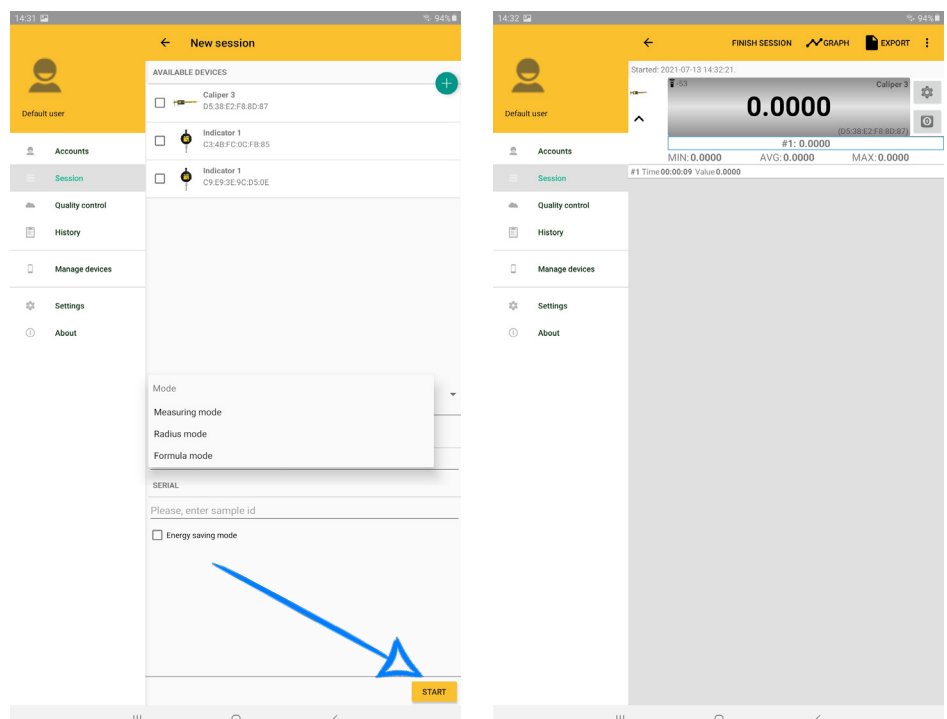 14:31 94%
New session
Default user
Accounts
Session
Quality control
History
Manage devices
Settings
About
AVAILABLE DEVICES
Caliper 3
D5:38:E2:F8:8D:87
Indicator 1
C3:4B:FC:0C:FB:85
Indicator 1
C9:E9:3E:9C:D5:0E
Mode
Measuring mode
Radius mode
Formula mode
SERIAL
Please, enter sample id
Energy saving mode
START
14:32 94%
FINISH SESSION GRAPH EXPORT
Default user
Accounts
Session
Quality control
History
Manage devices
Settings
About
Started: 2021-07-13 14:32:21.
-53 Caliper 3
0.0000
(D5:38:E2:F8:8D:87)
#1: 0.0000
MIN: 0.0000 AVG: 0.0000 MAX: 0.0000
#1 Time 00:00:09 Value 0.0000